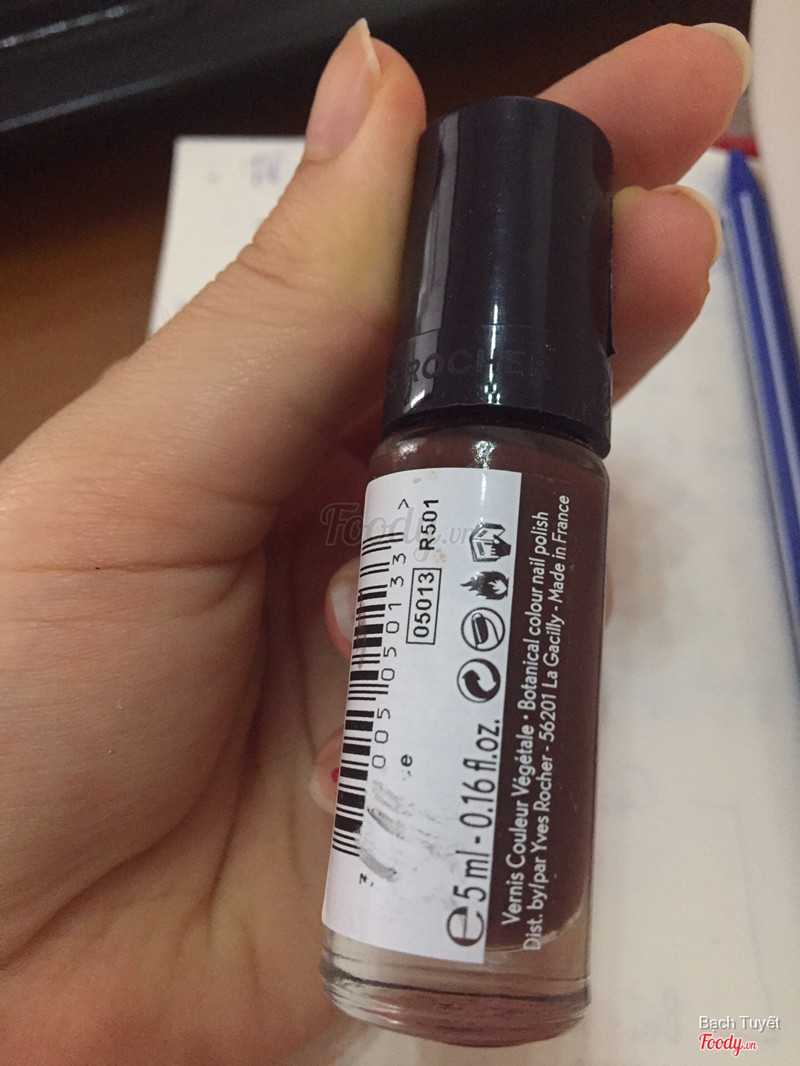 ROCHER
005 050133 >
05013 R501
5 ml - 0.16 fl.oz.
Vernis Couleur Végétale • Botanical colour nail polish
Dist. by/par Yves Rocher - 56201 La Gacilly - Made in France
Foody.vn
Bạch Tuyết
Foody.vn